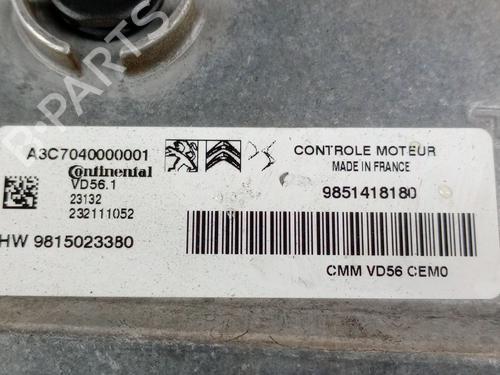 A3C7040000001
Continental
VD56.1
23132
232111052
HW 9815023380
CONTROLE MOTEUR
MADE IN FRANCE
9851418180
CMM VD56 CEM0
B-PARTS